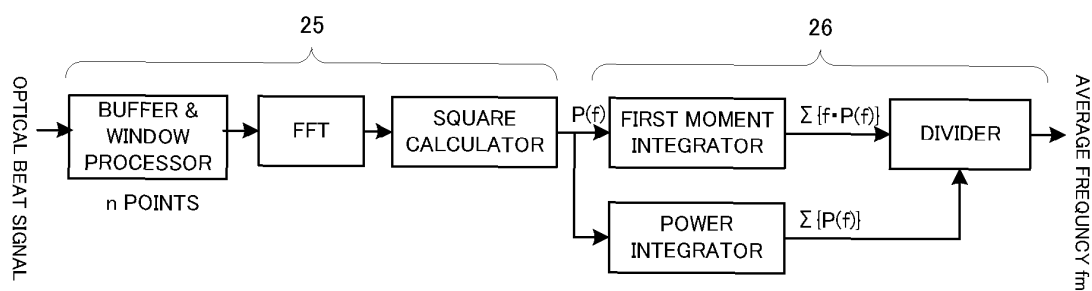 25
26
OPTICAL BEAT SIGNAL
BUFFER &
WINDOW
PROCESSOR
n POINTS
FFT
SQUARE
CALCULATOR
P(f)
FIRST MOMENT
INTEGRATOR
Σ{f・P(f)}
DIVIDER
POWER
INTEGRATOR
Σ{P(f)}
AVERAGE FREQUNCY fm